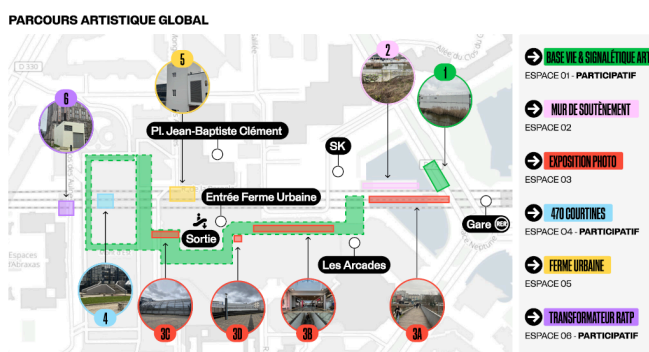 PARCOURS ARTISTIQUE GLOBAL
D 330
5
2
1
6
Pl. Jean-Baptiste Clément
SK
Entrée Ferme Urbaine
Sortie
Gare RER
Espaces
d'Abraxas
Les Arcades
4
3C
3D
3B
3A
BASE VIE & SIGNALÉTIQUE ART
ESPACE 01 - PARTICIPATIF
MUR DE SOUTÈNEMENT
ESPACE 02
EXPOSITION PHOTO
ESPACE 03
470 COURTINES
ESPACE 04 - PARTICIPATIF
FERME URBAINE
ESPACE 05
TRANSFORMATEUR RATP
ESPACE 06 - PARTICIPATIF